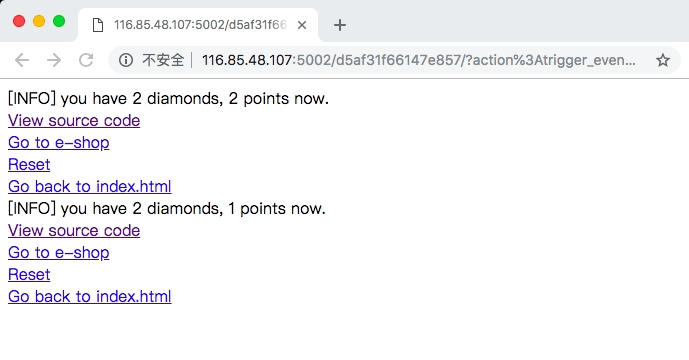 116.85.48.107:5002/d5af31f66
不安全 | 116.85.48.107:5002/d5af31f66147e857/?action%3Atrigger_even...
[INFO] you have 2 diamonds, 2 points now.
View source code
Go to e-shop
Reset
Go back to index.html
[INFO] you have 2 diamonds, 1 points now.
View source code
Go to e-shop
Reset
Go back to index.html